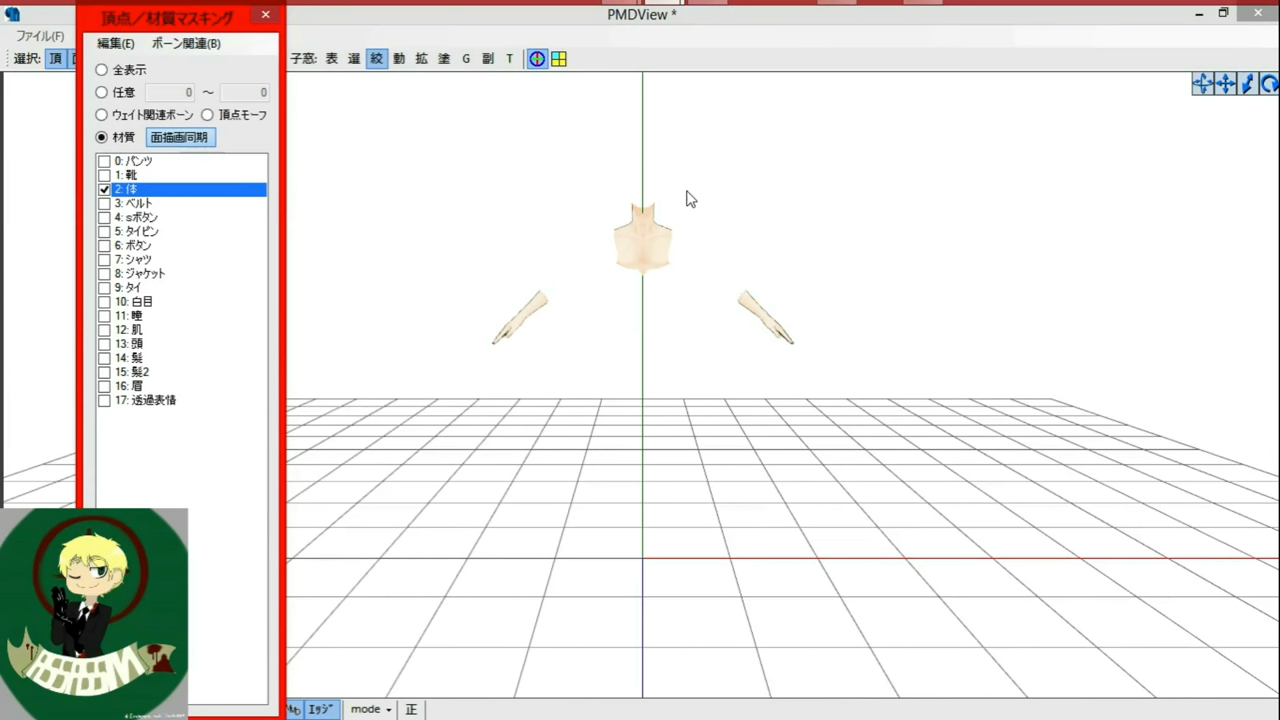 頂点／材質マスキング
PMDView *
ファイル(F)
編集(E) ボーン関連(B)
選択: 頂
子窓: 表 選 絞 動 拡 塗 G 副 T
全表示
任意 0 ～ 0
ウェイト関連ボーン 頂点モーフ
材質 面描画同期
0: パンツ
1: 靴
2: 体
3: ベルト
4: sボタン
5: タイピン
6: ボタン
7: シャツ
8: ジャケット
9: タイ
10: 白目
11: 瞳
12: 肌
13: 頭
14: 髪
15: 髪2
16: 眉
17: 透過表情
ｴｯｼﾞ mode 正